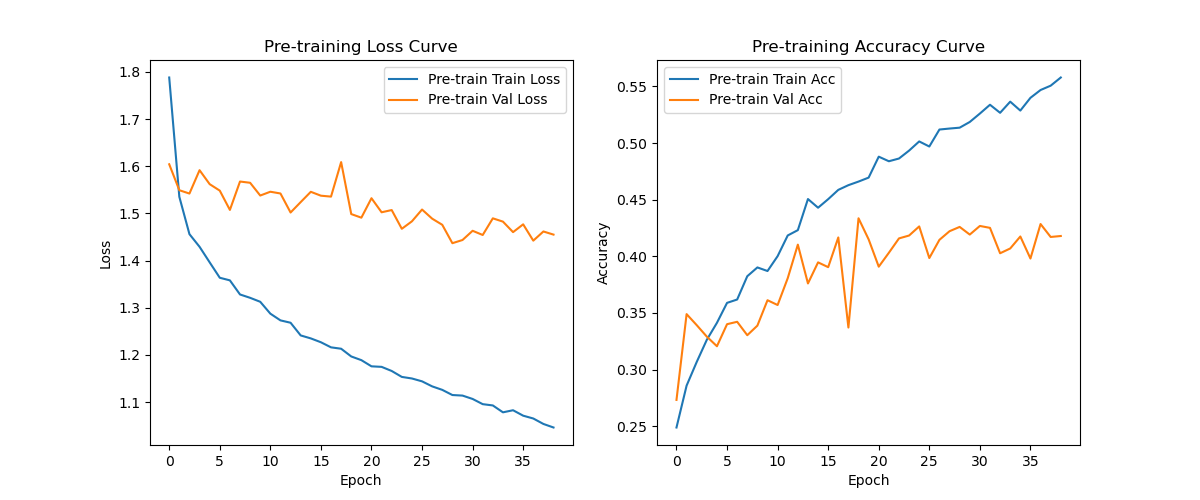 Pre-training Loss Curve
Pre-train Train Loss
Pre-train Val Loss
1.8
1.7
1.6
1.5
1.4
1.3
1.2
1.1
Loss
0 5 10 15 20 25 30 35
Epoch
Pre-training Accuracy Curve
Pre-train Train Acc
Pre-train Val Acc
0.55
0.50
0.45
0.40
0.35
0.30
0.25
Accuracy
0 5 10 15 20 25 30 35
Epoch